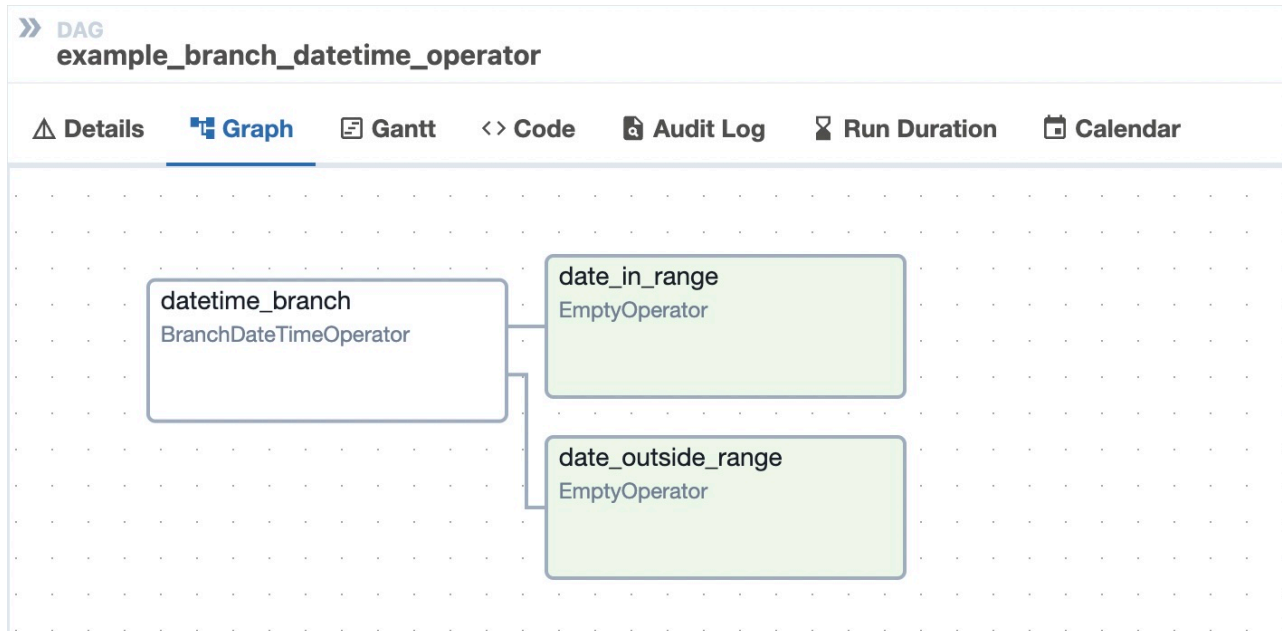 DAG
example_branch_datetime_operator
Details Graph Gantt <> Code Audit Log Run Duration Calendar
datetime_branch
BranchDateTimeOperator
date_in_range
EmptyOperator
date_outside_range
EmptyOperator